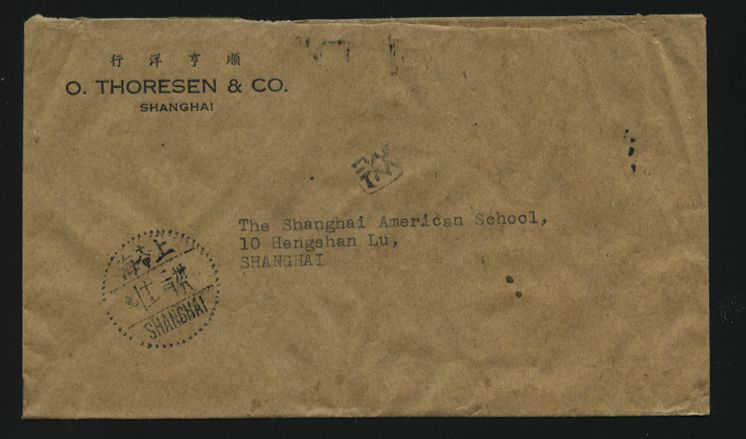 行洋亨順
O. THORESEN & CO.
SHANGHAI
The Shanghai American School,
10 Hengshan Lu,
SHANGHAI
海上
SHANGHAI